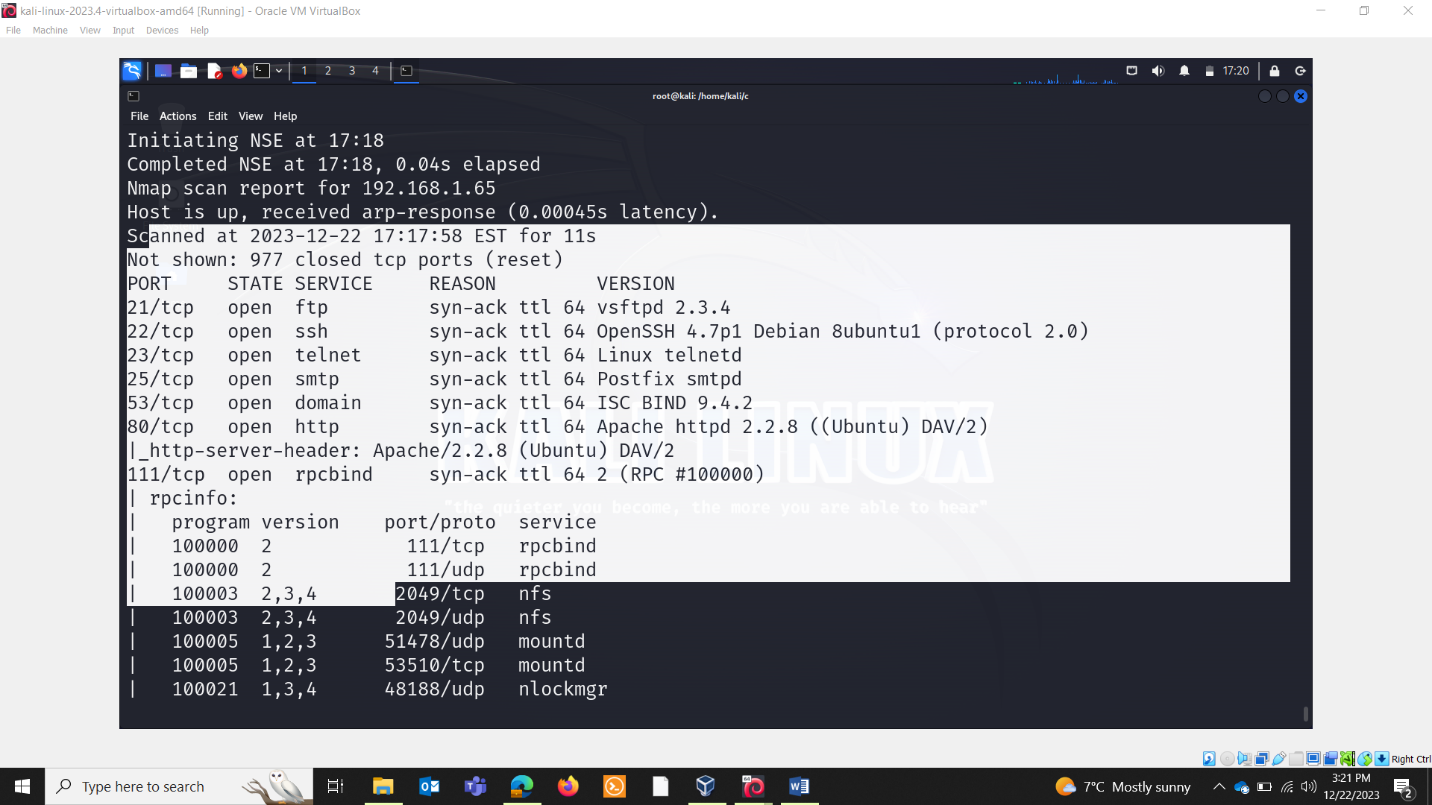 kali-linux-2023.4-virtualbox-amd64 [Running] - Oracle VM VirtualBox
File Machine View Input Devices Help
1 2 3 4
17:20
root@kali: /home/kali/c
File Actions Edit View Help
Initiating NSE at 17:18
Completed NSE at 17:18, 0.04s elapsed
Nmap scan report for 192.168.1.65
Host is up, received arp-response (0.00045s latency).
Scanned at 2023-12-22 17:17:58 EST for 11s
Not shown: 977 closed tcp ports (reset)
PORT STATE SERVICE REASON VERSION
21/tcp open ftp syn-ack ttl 64 vsftpd 2.3.4
22/tcp open ssh syn-ack ttl 64 OpenSSH 4.7p1 Debian 8ubuntu1 (protocol 2.0)
23/tcp open telnet syn-ack ttl 64 Linux telnetd
25/tcp open smtp syn-ack ttl 64 Postfix smtpd
53/tcp open domain syn-ack ttl 64 ISC BIND 9.4.2
80/tcp open http syn-ack ttl 64 Apache httpd 2.2.8 ((Ubuntu) DAV/2)
|_http-server-header: Apache/2.2.8 (Ubuntu) DAV/2
KALI LINUX
111/tcp open rpcbind syn-ack ttl 64 2 (RPC #100000)
| rpcinfo:
"the quieter you become, the more you are able to hear"
| program version port/proto service
| 100000 2 111/tcp rpcbind
| 100000 2 111/udp rpcbind
| 100003 2,3,4 2049/tcp nfs
| 100003 2,3,4 2049/udp nfs
| 100005 1,2,3 51478/udp mountd
| 100005 1,2,3 53510/tcp mountd
| 100021 1,3,4 48188/udp nlockmgr
Right Ctrl
Type here to search
7°C Mostly sunny
3:21 PM
12/22/2023
2